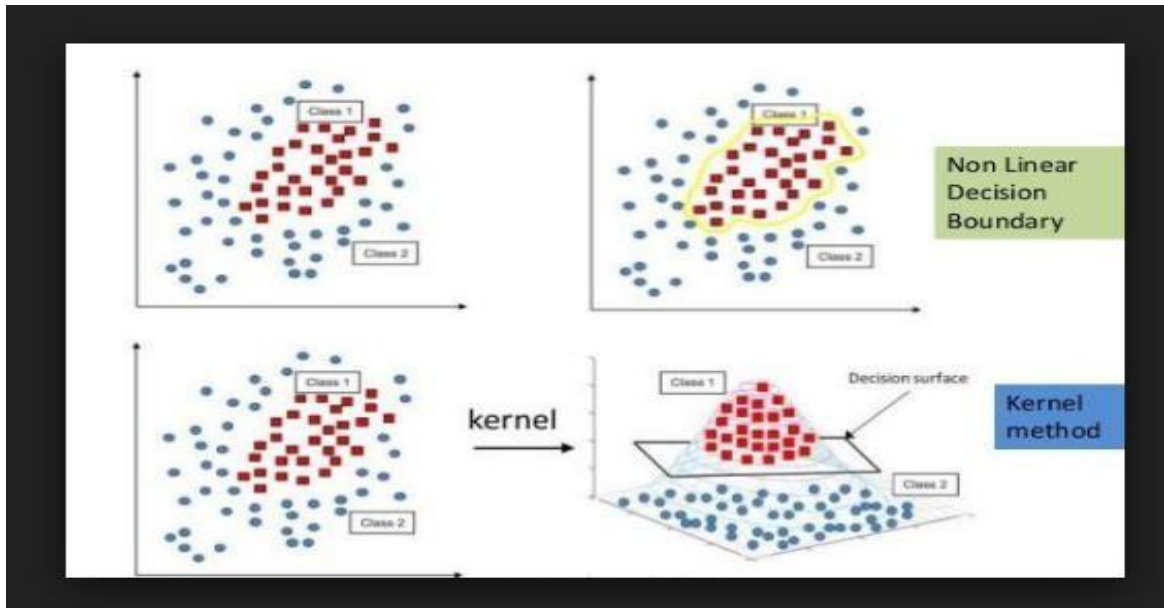 Class 1
Class 2
Class 1
Class 2
Non Linear
Decision
Boundary
Class 1
Class 2
kernel
Class 1
Decision surface
Class 2
Kernel
method